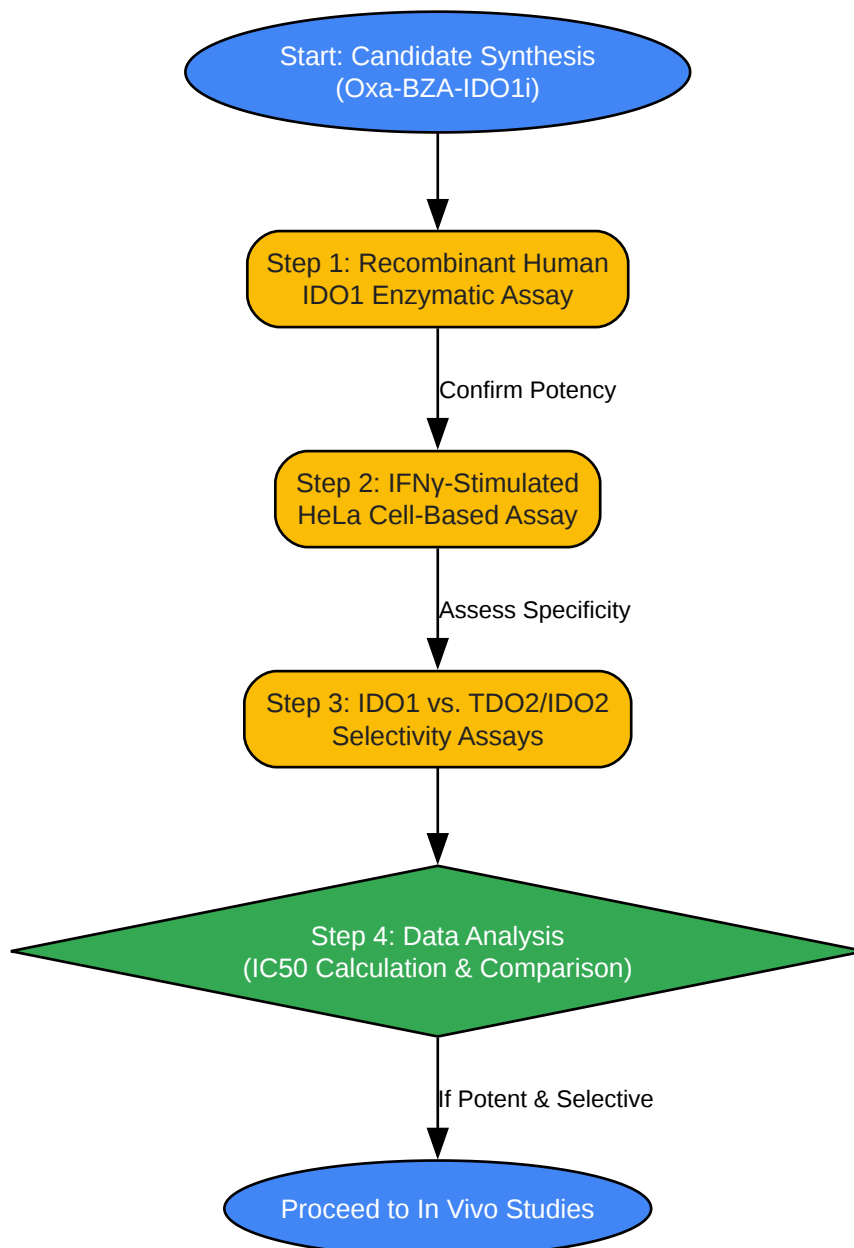 Start: Candidate Synthesis
(Oxa-BZA-IDO1i)
Step 1: Recombinant Human
IDO1 Enzymatic Assay
Confirm Potency
Step 2: IFNγ-Stimulated
HeLa Cell-Based Assay
Assess Specificity
Step 3: IDO1 vs. TDO2/IDO2
Selectivity Assays
Step 4: Data Analysis
(IC50 Calculation & Comparison)
If Potent & Selective
Proceed to In Vivo Studies